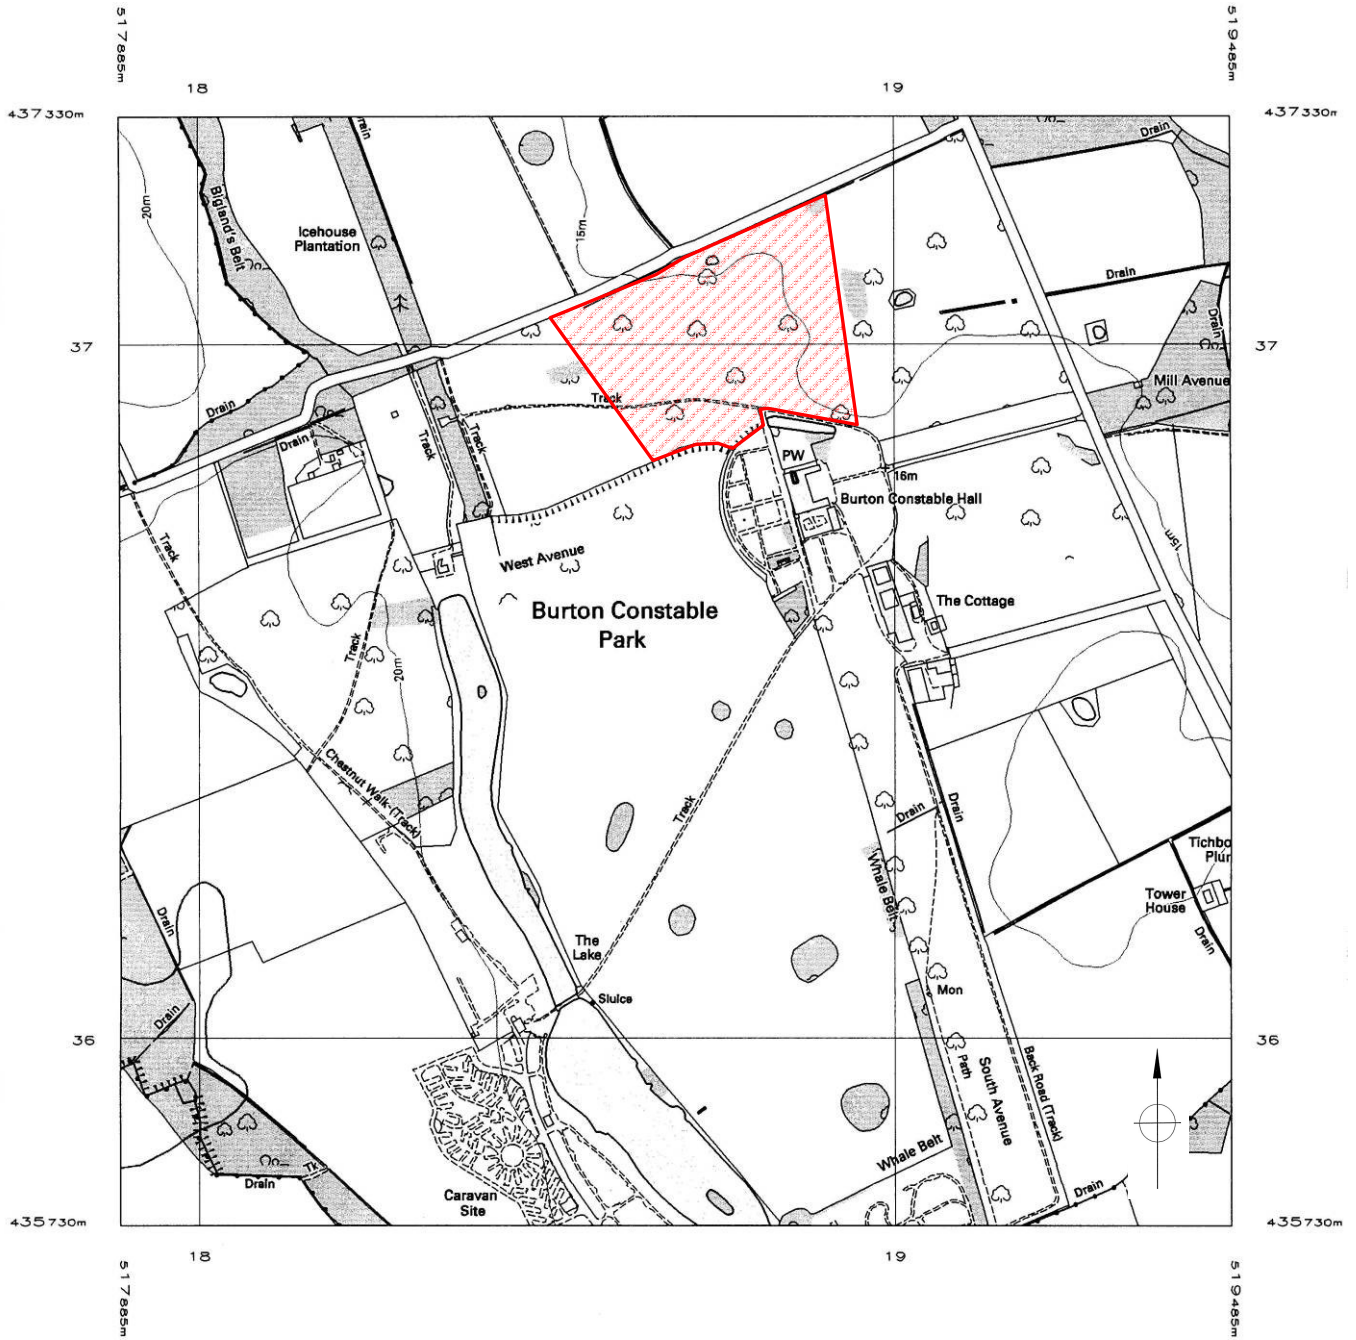 517885m
519485m
18
19
437330m
437330m
Drain
Drain
20m
Bigland's Belt
Icehouse
Plantation
15m
Drain
Drain
37
37
Mill Avenue
Track
Drain
Drain
Track
Track
PW
16m
Burton Constable Hall
15m
Track
West Avenue
The Cottage
Burton Constable
Park
Track
20m
Chestnut Walk (Track)
Track
Drain
Drain
Whale Belt
Tichbo
Plun
Tower
House
Drain
Drain
The
Lake
Sluice
Mon
Drain
36
36
Path
South Avenue
Back Road (Track)
Whale Belt
Tk
Drain
Drain
Caravan
Site
435730m
435730m
18
19
517885m
519485m